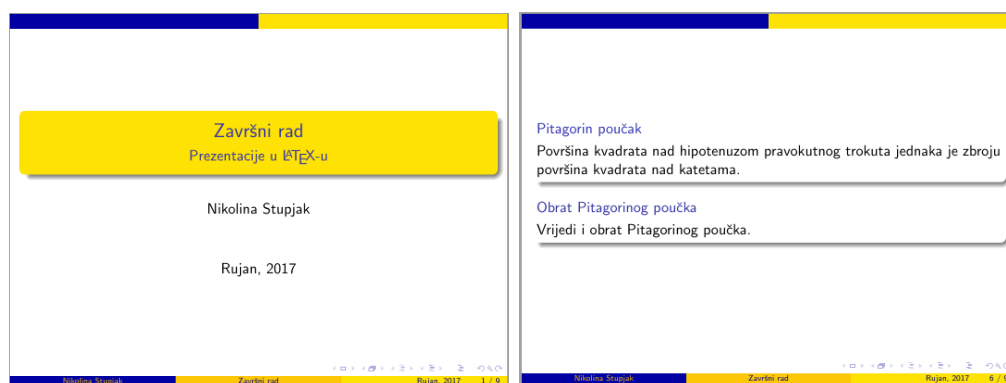 Završni rad
Prezentacije u LATEX-u
Nikolina Stupjak
Rujan, 2017
Nikolina Stupjak Završni rad Rujan, 2017 1 / 9
Pitagorin poučak
Površina kvadrata nad hipotenuzom pravokutnog trokuta jednaka je zbroju
površina kvadrata nad katetama.
Obrat Pitagorinog poučka
Vrijedi i obrat Pitagorinog poučka.
Nikolina Stupjak Završni rad Rujan, 2017 6 / 9